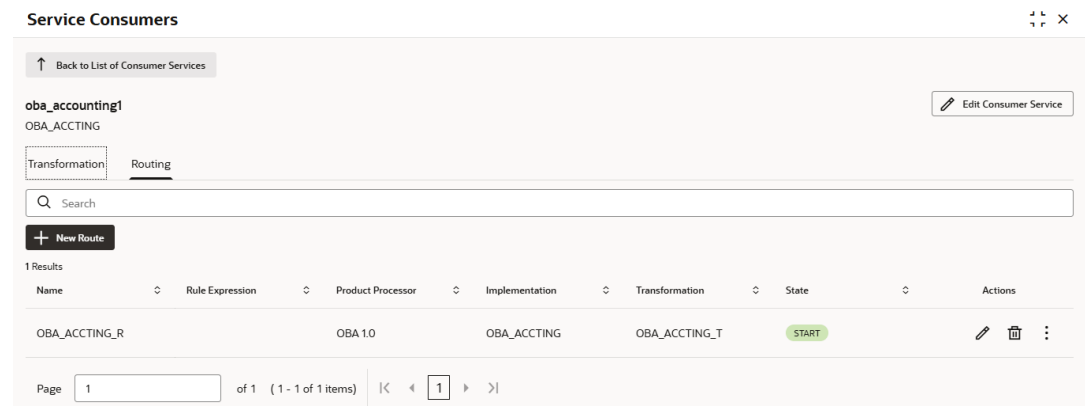 Service Consumers
Back to List of Consumer Services
oba_accounting1
Edit Consumer Service
OBA_ACCTING
Transformation Routing
Search
New Route
1 Results
Name Rule Expression Product Processor Implementation Transformation State Actions
OBA_ACCTING_R OBA 1.0 OBA_ACCTING OBA_ACCTING_T START
Page 1 of 1 (1 - 1 of 1 items) 1